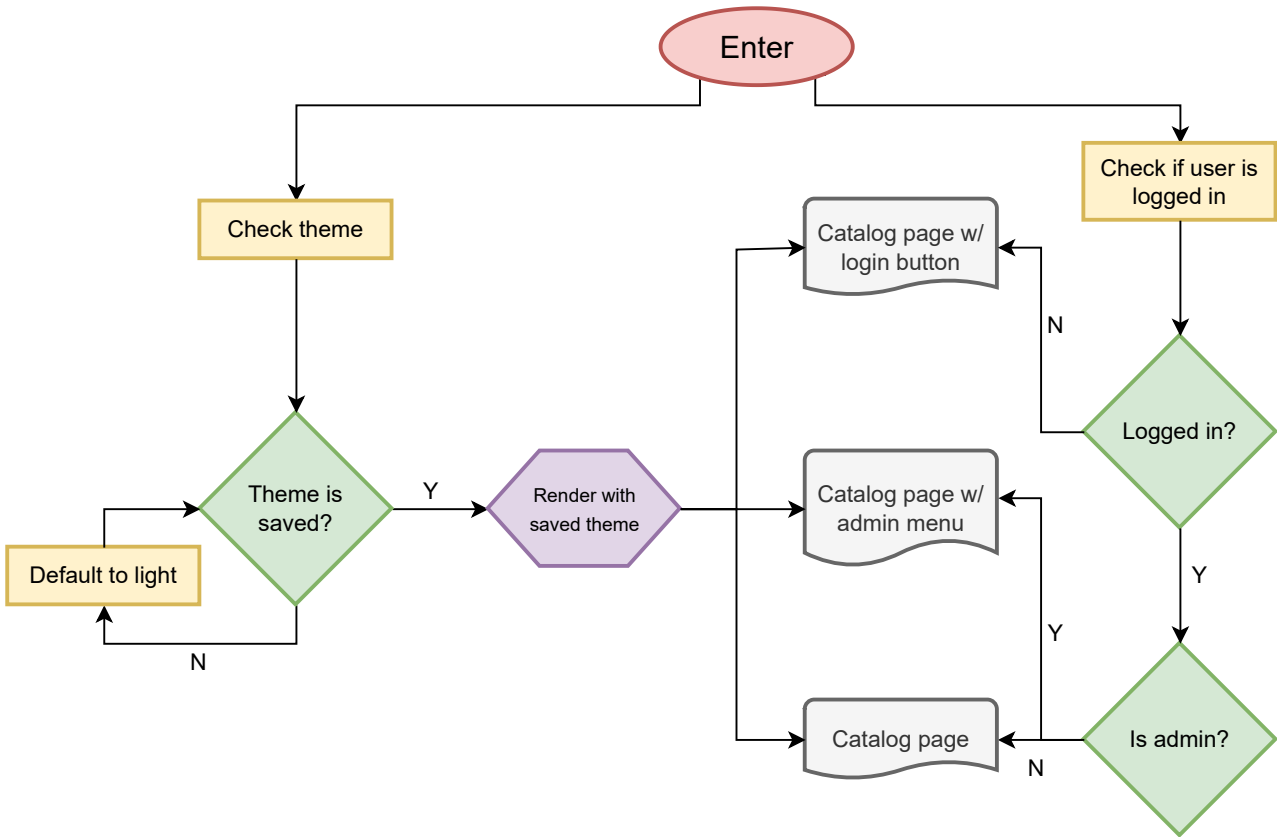 Enter
Check if user is
logged in
Check theme
Catalog page w/
login button
N
Logged in?
Theme is
saved?
Y
Render with
saved theme
Catalog page w/
admin menu
Default to light
Y
Y
N
Catalog page
Is admin?
N